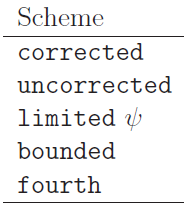 Scheme
corrected
uncorrected
limited ψ
bounded
fourth